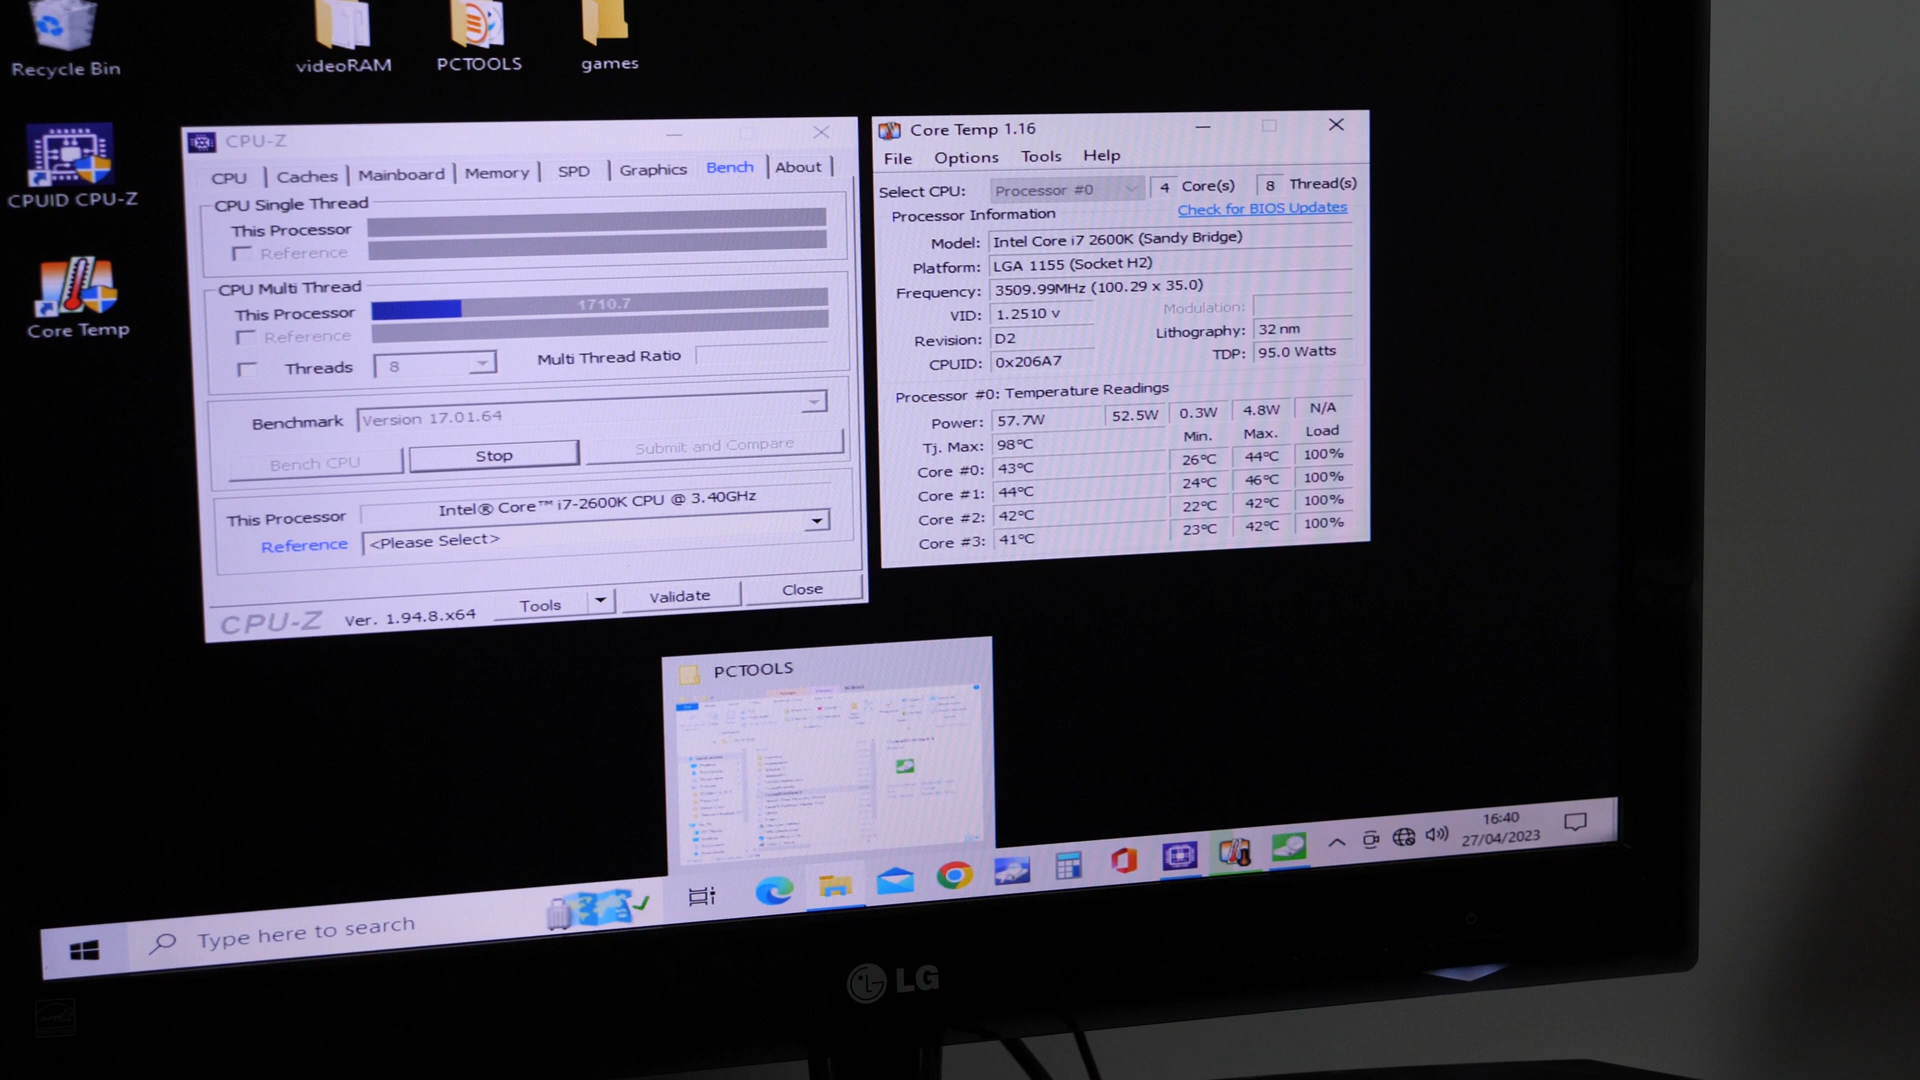 Recycle Bin
videoRAM
PCTOOLS
games
CPUID CPU-Z
Core Temp
CPU-Z
CPU
Caches
Mainboard
Memory
SPD
Graphics
Bench
About
CPU Single Thread
This Processor
Reference
CPU Multi Thread
This Processor
1710.7
Reference
Threads
8
Multi Thread Ratio
Benchmark
Version 17.01.64
Bench CPU
Stop
Submit and Compare
This Processor
Intel® Core™ i7-2600K CPU @ 3.40GHz
Reference
<Please Select>
CPU-Z
Ver. 1.94.8.x64
Tools
Validate
Close
Core Temp 1.16
File Options Tools Help
Select CPU: Processor #0 4 Core(s) 8 Thread(s)
Processor Information
Check for BIOS Updates
Model: Intel Core i7 2600K (Sandy Bridge)
Platform: LGA 1155 (Socket H2)
Frequency: 3509.99MHz (100.29 x 35.0)
VID: 1.2510 v Modulation:
Revision: D2 Lithography: 32 nm
CPUID: 0x206A7 TDP: 95.0 Watts
Processor #0: Temperature Readings
Power: 57.7W 52.5W 0.3W 4.8W N/A
Tj. Max: 98°C Min. Max. Load
Core #0: 43°C 26°C 44°C 100%
Core #1: 44°C 24°C 46°C 100%
Core #2: 42°C 22°C 42°C 100%
Core #3: 41°C 23°C 42°C 100%
PCTOOLS
Type here to search
16:40
27/04/2023
LG